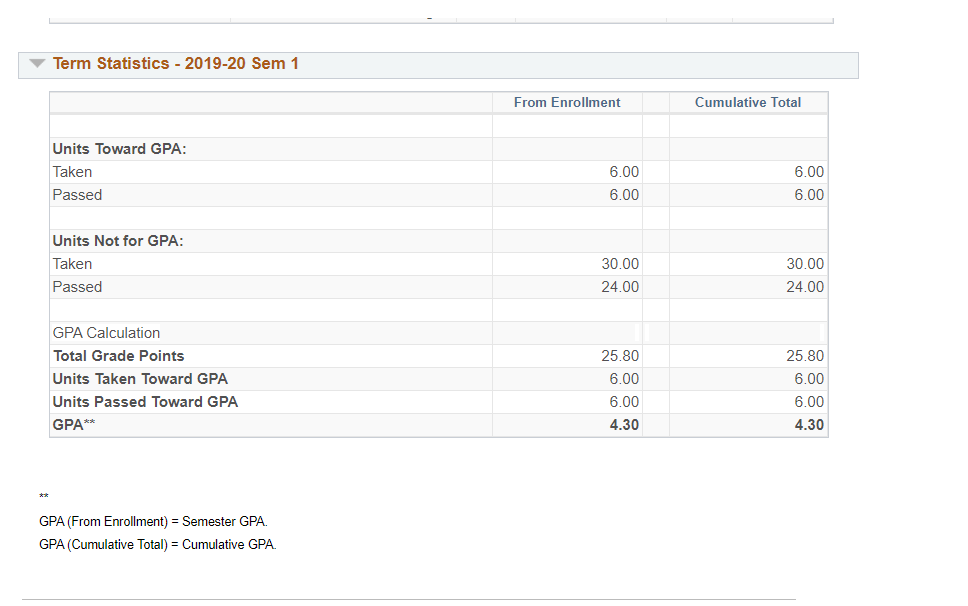 Term Statistics - 2019-20 Sem 1
From Enrollment Cumulative Total
Units Toward GPA:
Taken 6.00 6.00
Passed 6.00 6.00
Units Not for GPA:
Taken 30.00 30.00
Passed 24.00 24.00
GPA Calculation
Total Grade Points 25.80 25.80
Units Taken Toward GPA 6.00 6.00
Units Passed Toward GPA 6.00 6.00
GPA** 4.30 4.30
**
GPA (From Enrollment) = Semester GPA.
GPA (Cumulative Total) = Cumulative GPA.